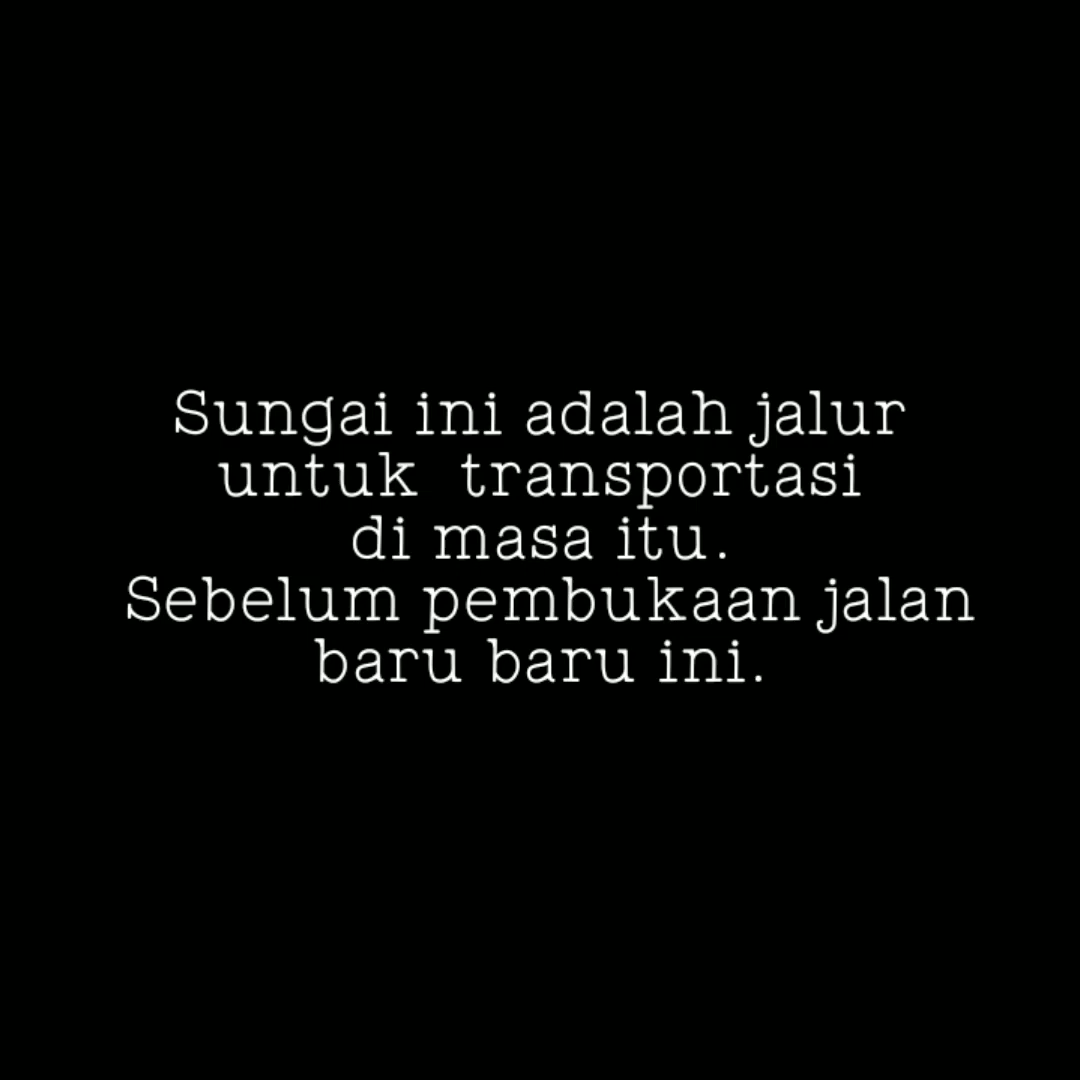 Sungai ini adalah jalur
untuk transportasi
di masa itu.
Sebelum pembukaan jalan
baru baru ini.